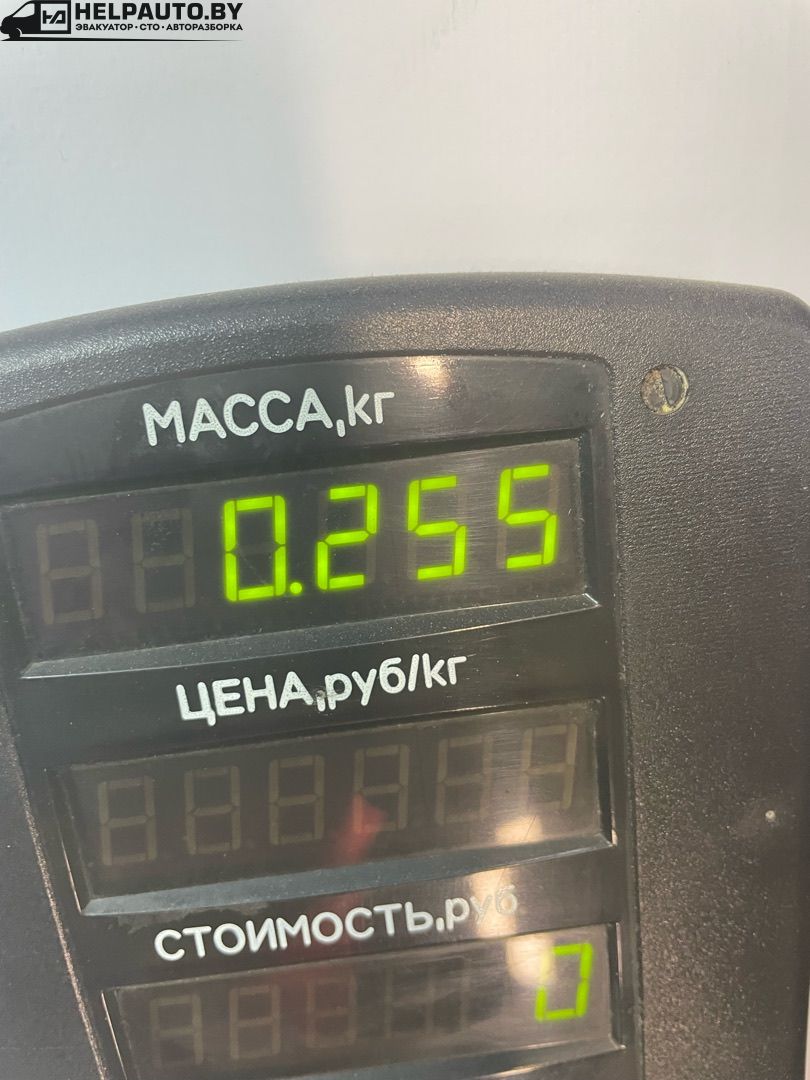 HELPAUTO.BY
ЭВАКУАТОР • СТО • АВТОРАЗБОРКА
МАССА,кг
0.255
ЦЕНА,руб/кг
СТОИМОСТЬ,руб
0